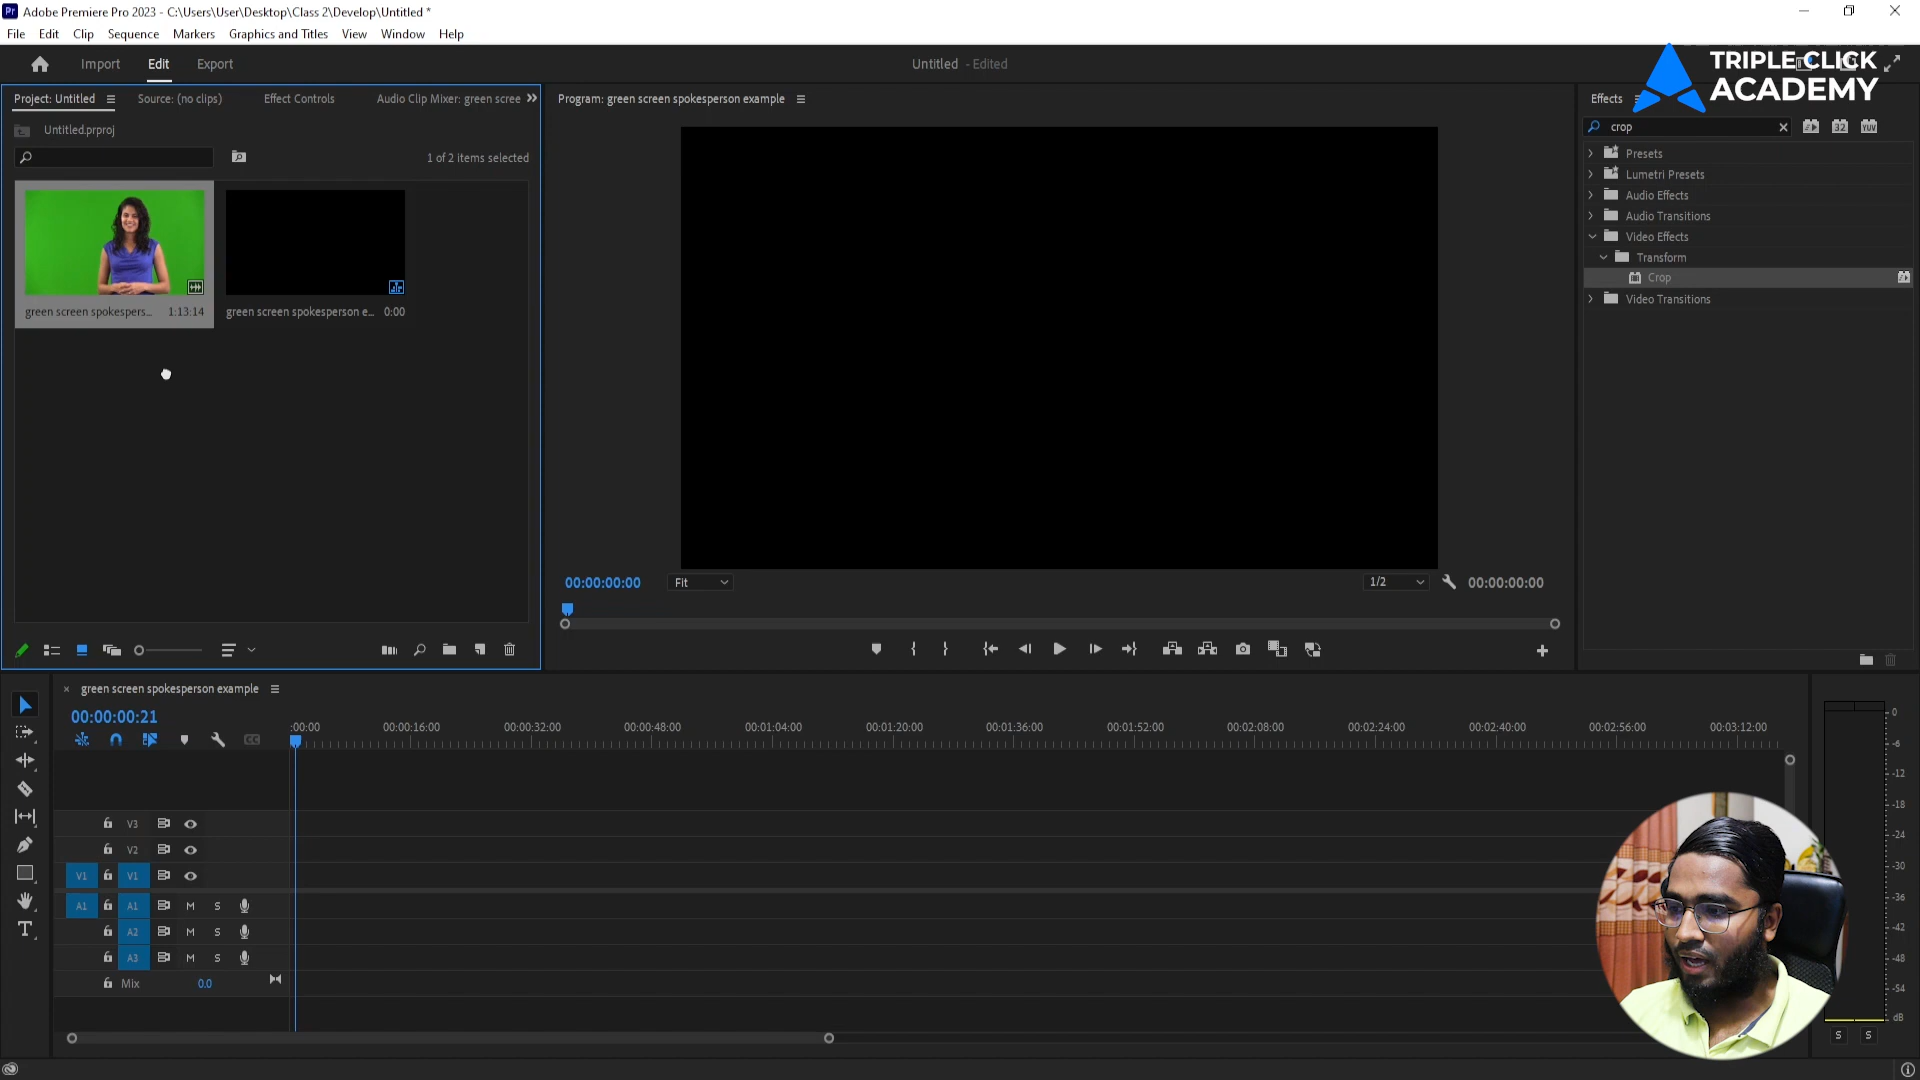 Adobe Premiere Pro 2023 - C:\Users\User\Desktop\Class 2\Develop\Untitled *
File Edit Clip Sequence Markers Graphics and Titles View Window Help
Import Edit Export
Untitled - Edited
TRIPLE CLICK
ACADEMY
Project: Untitled
Source: (no clips)
Effect Controls
Audio Clip Mixer: green scree
Untitled.prproj
1 of 2 items selected
green screen spokespers... 1:13:14
green screen spokesperson e... 0:00
Program: green screen spokesperson example
00:00:00:00
Fit
1/2
00:00:00:00
Effects
crop
32
YUV
Presets
Lumetri Presets
Audio Effects
Audio Transitions
Video Effects
Transform
Crop
Video Transitions
green screen spokesperson example
00:00:00:21
:00:00 00:00:16:00 00:00:32:00 00:00:48:00 00:01:04:00 00:01:20:00 00:01:36:00 00:01:52:00 00:02:08:00 00:02:24:00 00:02:40:00 00:02:56:00 00:03:12:00
V3
V2
V1 V1
A1 A1 M S
A2 M S
A3 M S
Mix 0.0
0
-6
-12
-18
-24
-30
-36
-42
-48
-54
dB
S S